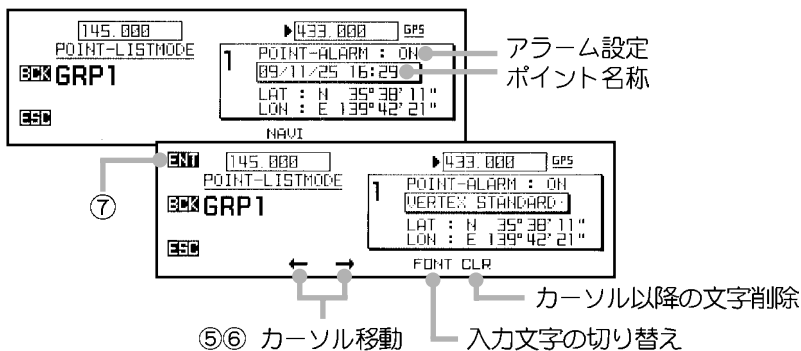 145.000 ▶433.000 GPS
POINT-LISTMODE
1 POINT-ALARM : ON アラーム設定
BCK GRP1 09/11/25 16:29 ポイント名称
LAT : N 35°38'11"
LON : E 139°42'21"
ESC
NAVI
ENT 145.000 ▶433.000 GPS
⑦ POINT-LISTMODE
1 POINT-ALARM : ON
BCK GRP1 VERTEX STANDARD
LAT : N 35°38'11"
LON : E 139°42'21"
ESC
← → FONT CLR
カーソル以降の文字削除
⑤⑥ カーソル移動 入力文字の切り替え